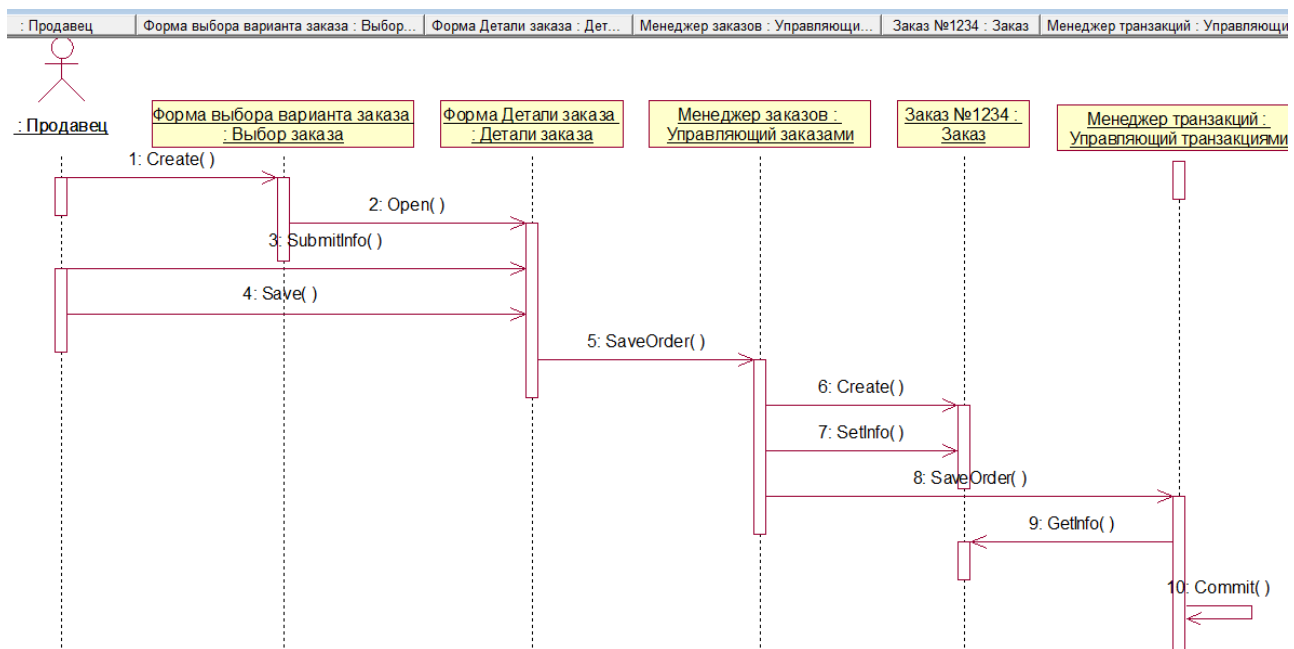 : Продавец
Форма выбора варианта заказа : Выбор...
Форма Детали заказа : Дет...
Менеджер заказов : Управляющи...
Заказ №1234 : Заказ
Менеджер транзакций : Управляющи
: Продавец
Форма выбора варианта заказа
: Выбор заказа
Форма Детали заказа
: Детали заказа
Менеджер заказов :
Управляющий заказами
Заказ №1234 :
Заказ
Менеджер транзакций :
Управляющий транзакциями
1: Create( )
2: Open( )
3: SubmitInfo( )
4: Save( )
5: SaveOrder( )
6: Create( )
7: SetInfo( )
8: SaveOrder( )
9: GetInfo( )
10: Commit( )